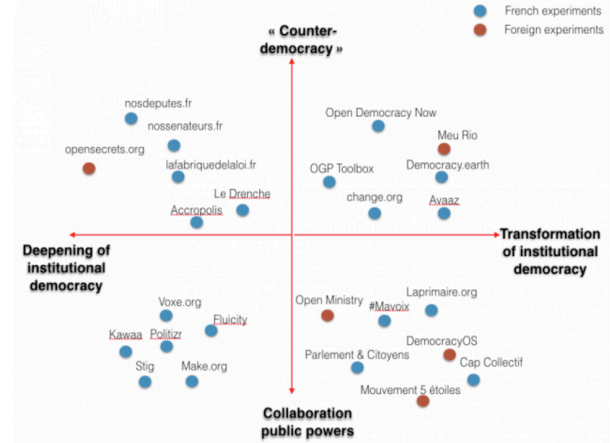 French experiments
Foreign experiments
« Counter-
democracy »
nosdeputes.fr
nossenateurs.fr
opensecrets.org
lafabriquedelaloi.fr
Le Drenche
Accropolis
Open Democracy Now
Meu Rio
OGP Toolbox
Democracy.earth
change.org
Avaaz
Deepening of
institutional
democracy
Transformation
of institutional
democracy
Voxe.org
Fluicity
Kawaa
Politizr
Stig
Make.org
Open Ministry
#Mavoix
Laprimaire.org
DemocracyOS
Parlement & Citoyens
Cap Collectif
Mouvement 5 étoiles
Collaboration
public powers